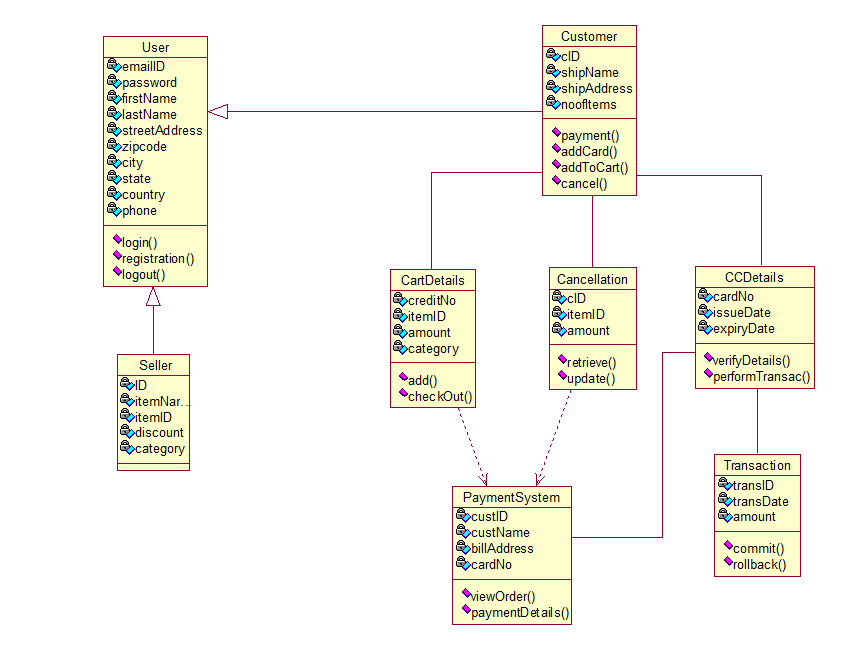 User
emailID
password
firstName
lastName
streetAddress
zipcode
city
state
country
phone
login()
registration()
logout()
Customer
cID
shipName
shipAddress
noofItems
payment()
addCard()
addToCart()
cancel()
Seller
ID
itemNar...
itemID
discount
category
CartDetails
creditNo
itemID
amount
category
add()
checkOut()
Cancellation
cID
itemID
amount
retrieve()
update()
CCDetails
cardNo
issueDate
expiryDate
verifyDetails()
performTransac()
PaymentSystem
custID
custName
billAddress
cardNo
viewOrder()
paymentDetails()
Transaction
transID
transDate
amount
commit()
rollback()